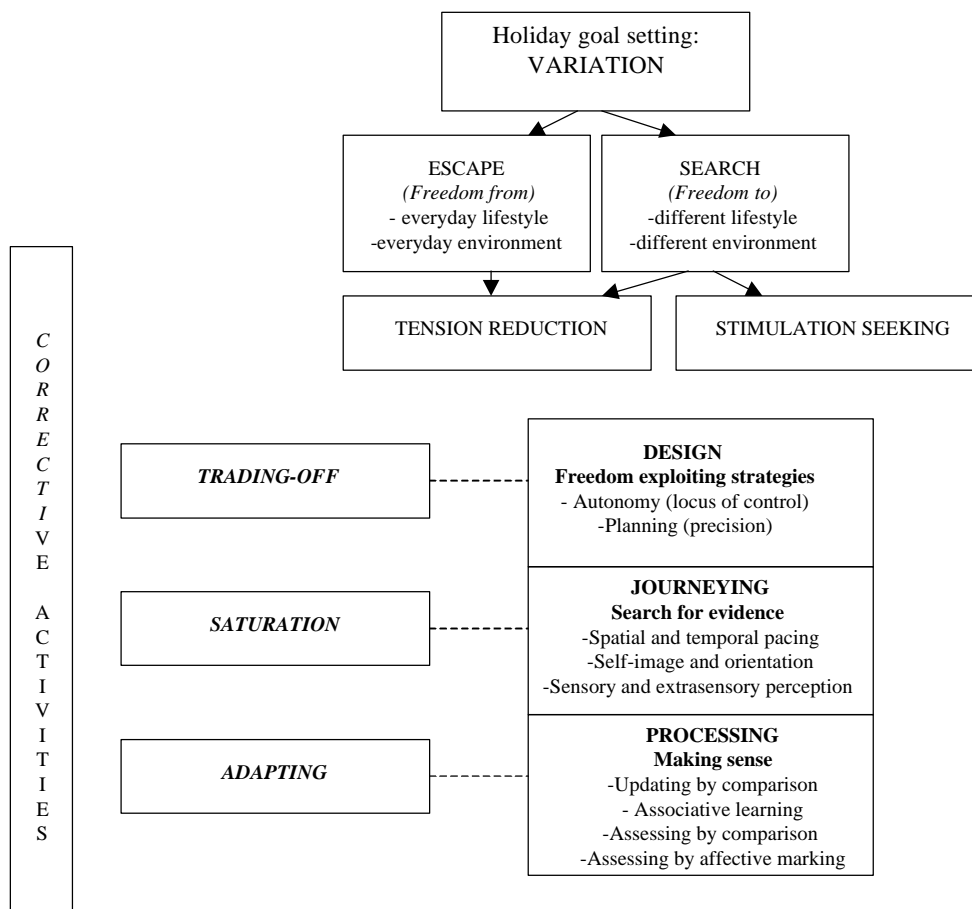 Holiday goal setting:
VARIATION
ESCAPE
(Freedom from)
- everyday lifestyle
-everyday environment
SEARCH
(Freedom to)
-different lifestyle
-different environment
TENSION REDUCTION
STIMULATION SEEKING
C
O
R
R
E
C
T
I
V
E
A
C
T
I
V
I
T
I
E
S
TRADING-OFF
DESIGN
Freedom exploiting strategies
- Autonomy (locus of control)
-Planning (precision)
SATURATION
JOURNEYING
Search for evidence
-Spatial and temporal pacing
-Self-image and orientation
-Sensory and extrasensory perception
ADAPTING
PROCESSING
Making sense
-Updating by comparison
- Associative learning
-Assessing by comparison
-Assessing by affective marking